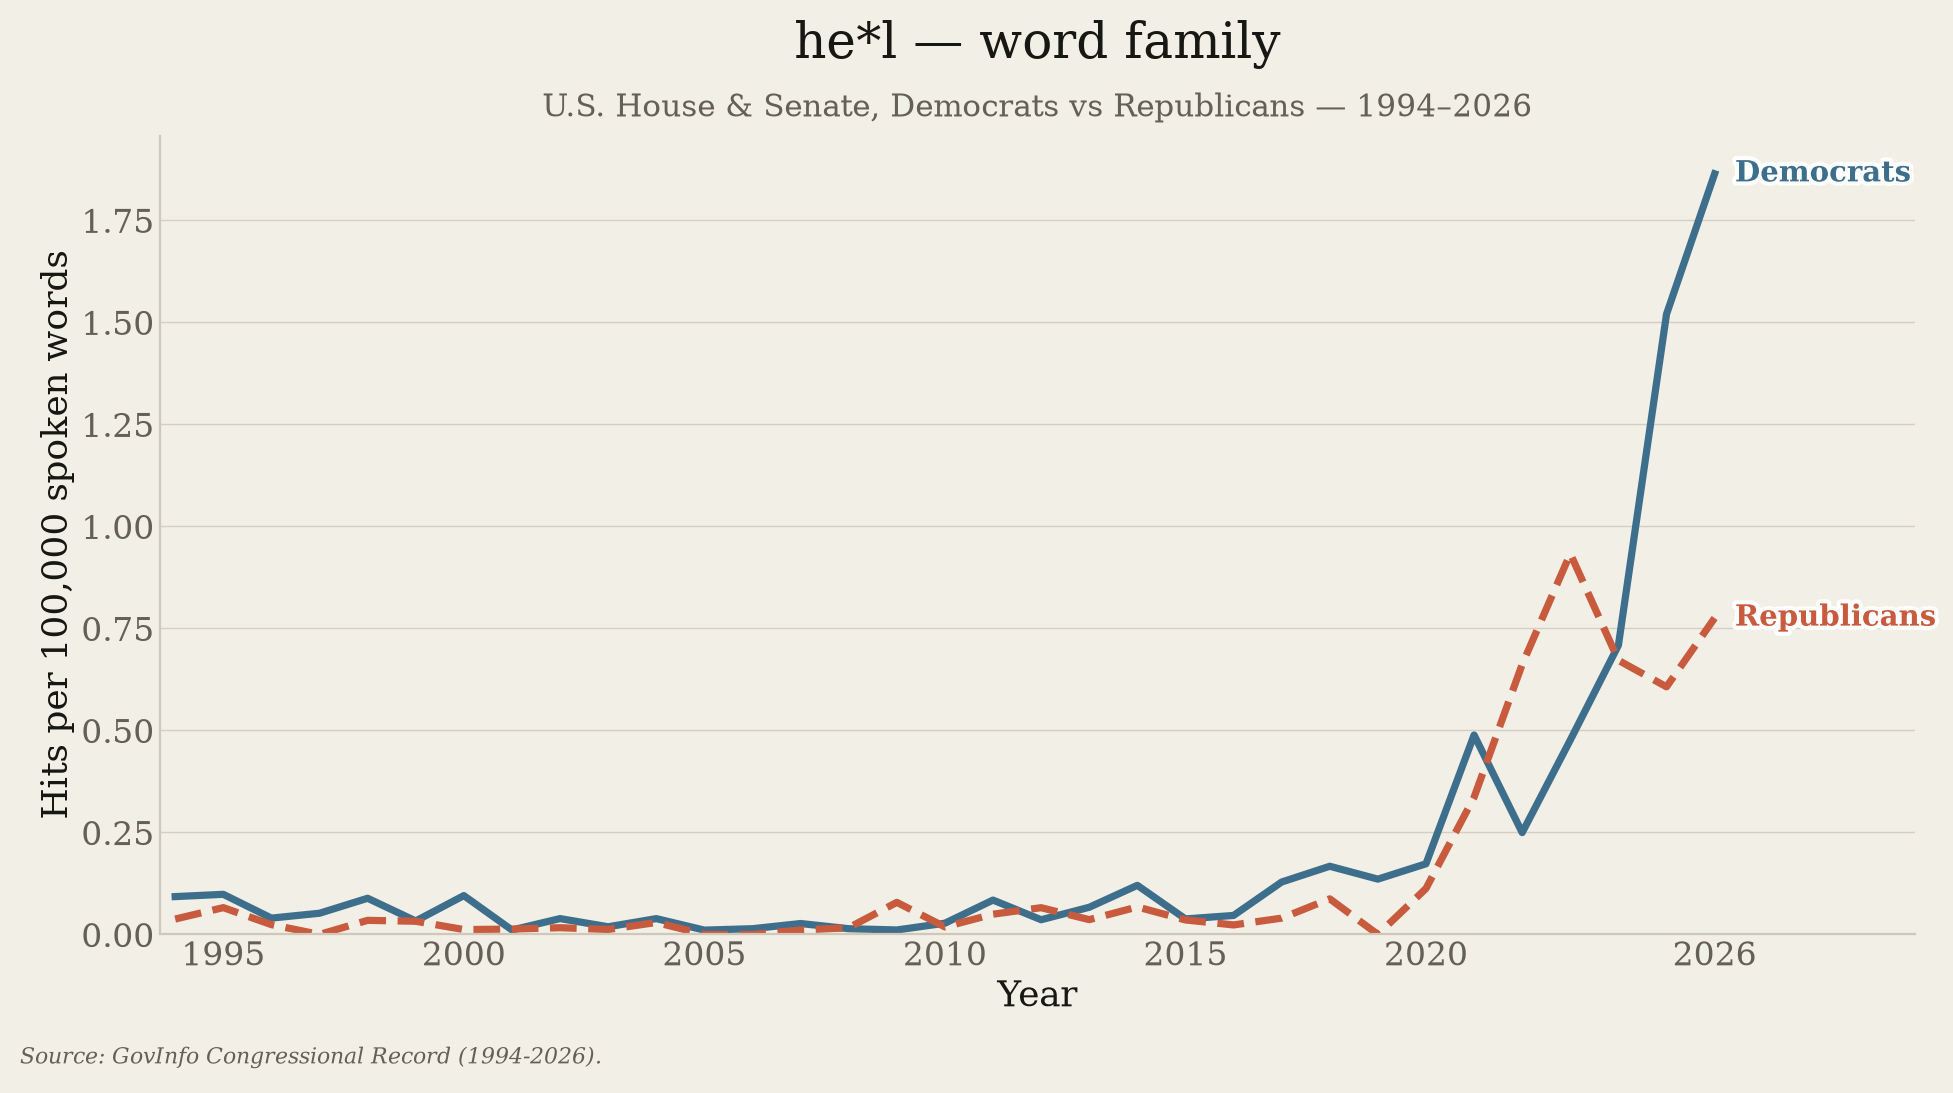 he*l — word family
U.S. House & Senate, Democrats vs Republicans — 1994–2026
Hits per 100,000 spoken words
1.75
1.50
1.25
1.00
0.75
0.50
0.25
0.00
Democrats
Republicans
1995 2000 2005 2010 2015 2020 2026
Year
Source: GovInfo Congressional Record (1994-2026).